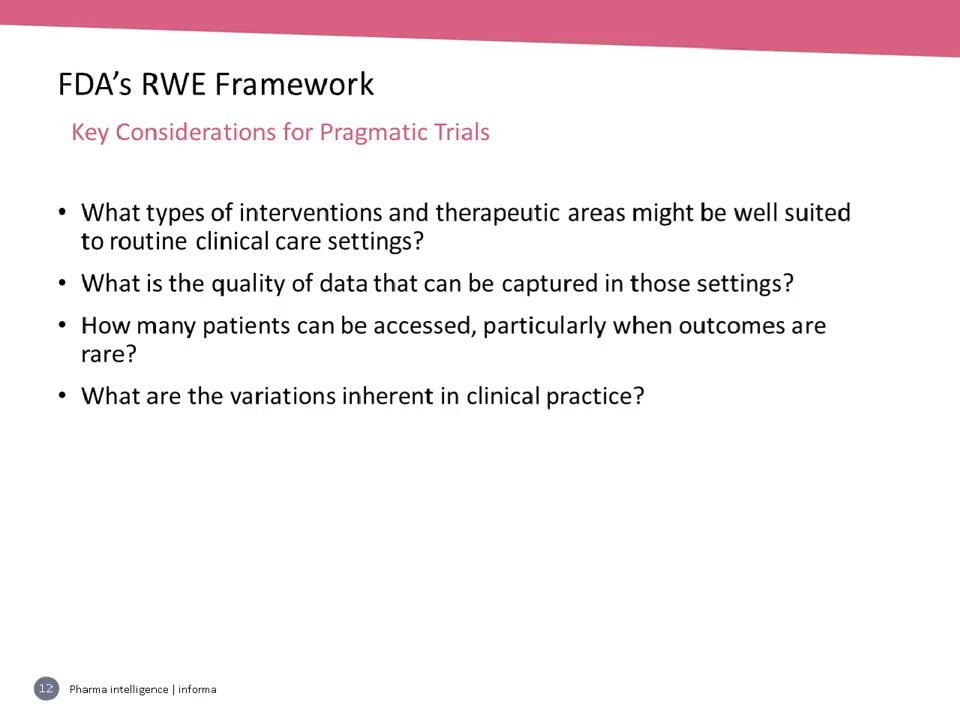 FDA’s RWE Framework
Key Considerations for Pragmatic Trials
• What types of interventions and therapeutic areas might be well suited
to routine clinical care settings?
• What is the quality of data that can be captured in those settings?
• How many patients can be accessed, particularly when outcomes are
rare?
• What are the variations inherent in clinical practice?
12 Pharma intelligence | informa